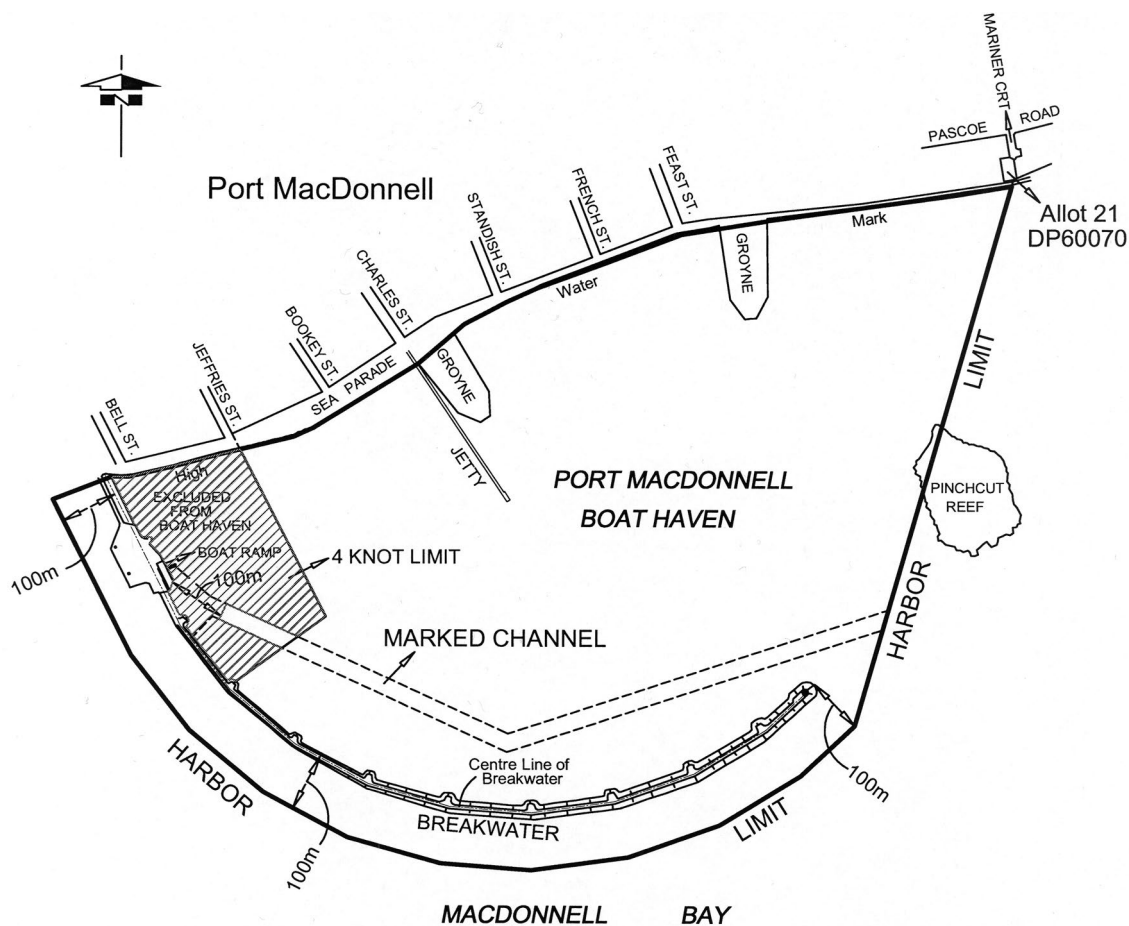 MARINER CRT
PASCOE ROAD
N
Port MacDonnell
FEAST ST.
FRENCH ST.
STANDISH ST.
CHARLES ST.
BOOKEY ST.
JEFFRIES ST.
BELL ST.
Allot 21
DP60070
High Water Mark
GROYNE
GROYNE
SEA PARADE
JETTY
HARBOR LIMIT
PINCHCUT
REEF
PORT MACDONNELL
BOAT HAVEN
EXCLUDED
FROM
BOAT HAVEN
BOAT RAMP
100m
100m
4 KNOT LIMIT
MARKED CHANNEL
Centre Line of
Breakwater
BREAKWATER
HARBOR LIMIT
100m
100m
MACDONNELL BAY